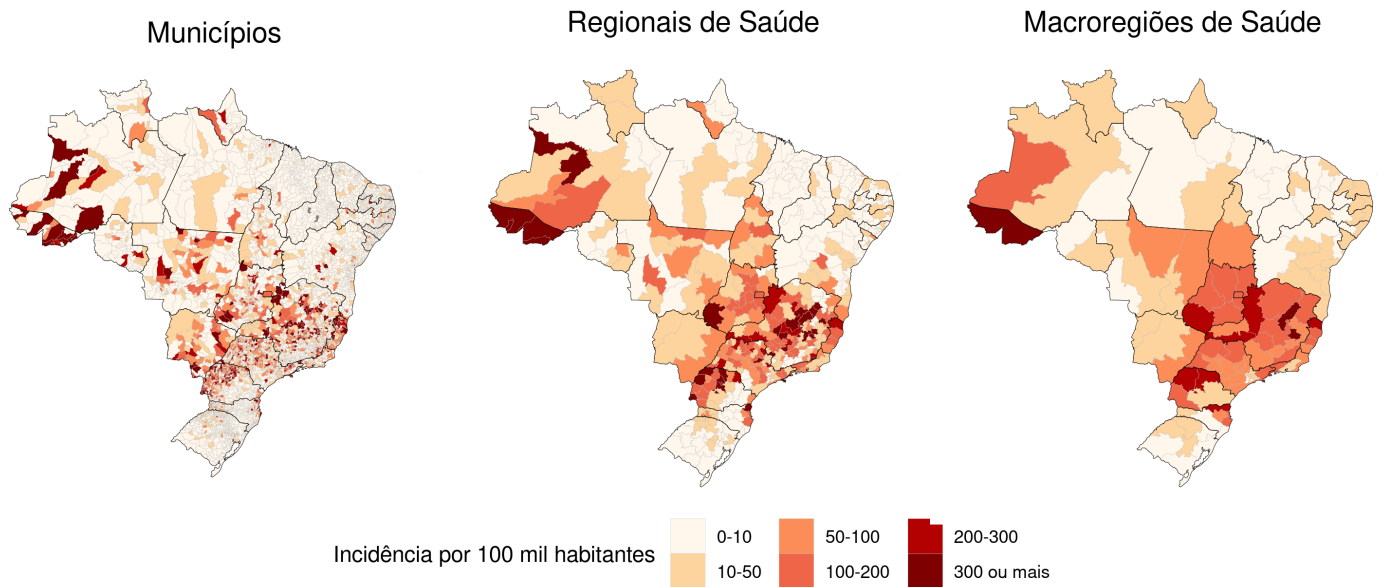 Municípios
Regionais de Saúde
Macroregiões de Saúde
Incidência por 100 mil habitantes
0-10
50-100
200-300
10-50
100-200
300 ou mais